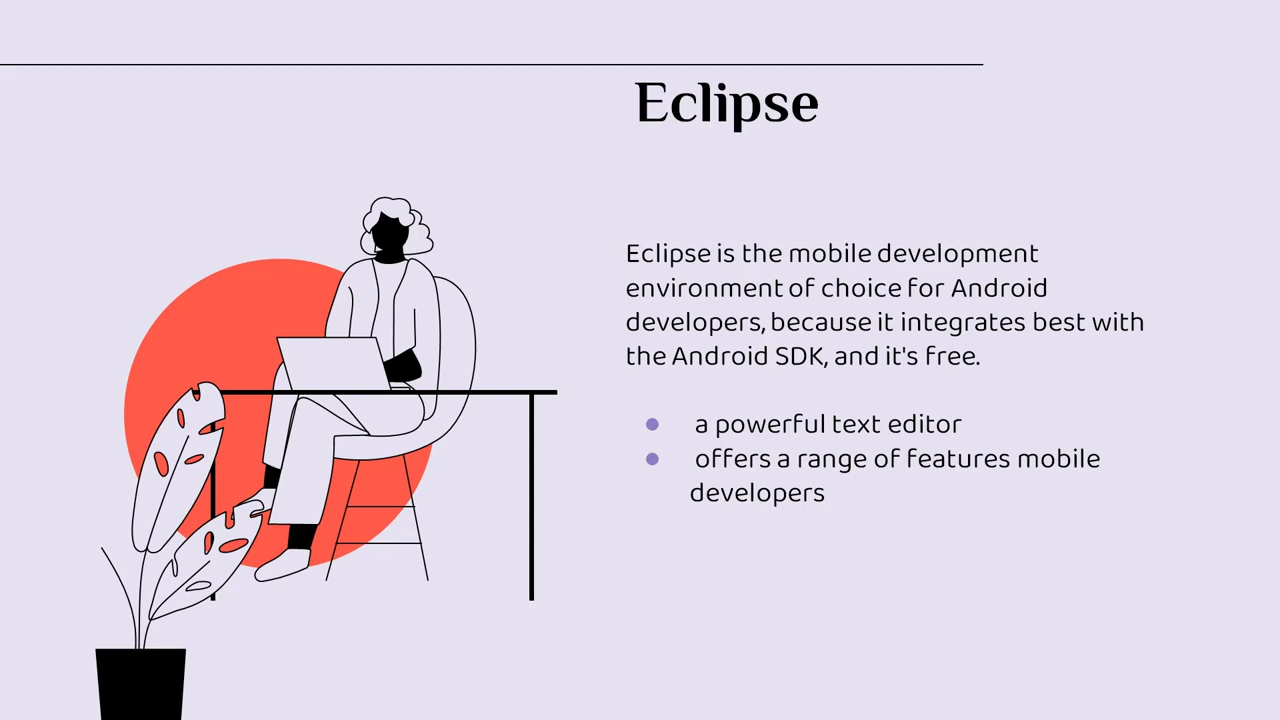 Eclipse
Eclipse is the mobile development
environment of choice for Android
developers, because it integrates best with
the Android SDK, and it's free.
a powerful text editor
offers a range of features mobile
developers